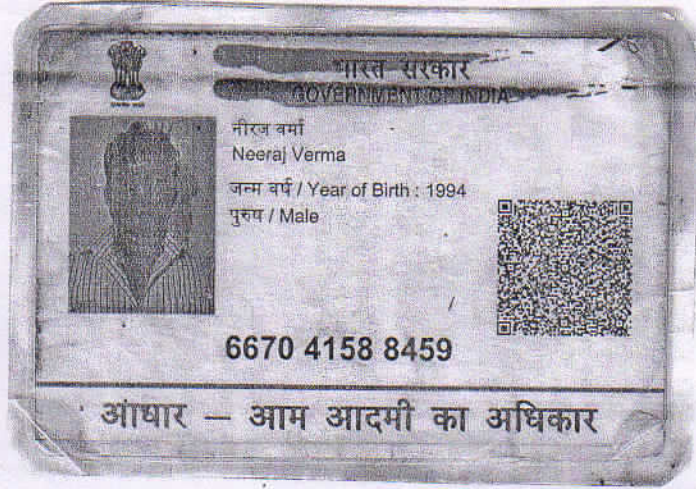 भारत सरकार
GOVERNMENT OF INDIA
नीरज वर्मा
Neeraj Verma
जन्म वर्ष / Year of Birth : 1994
पुरुष / Male
6670 4158 8459
आधार – आम आदमी का अधिकार